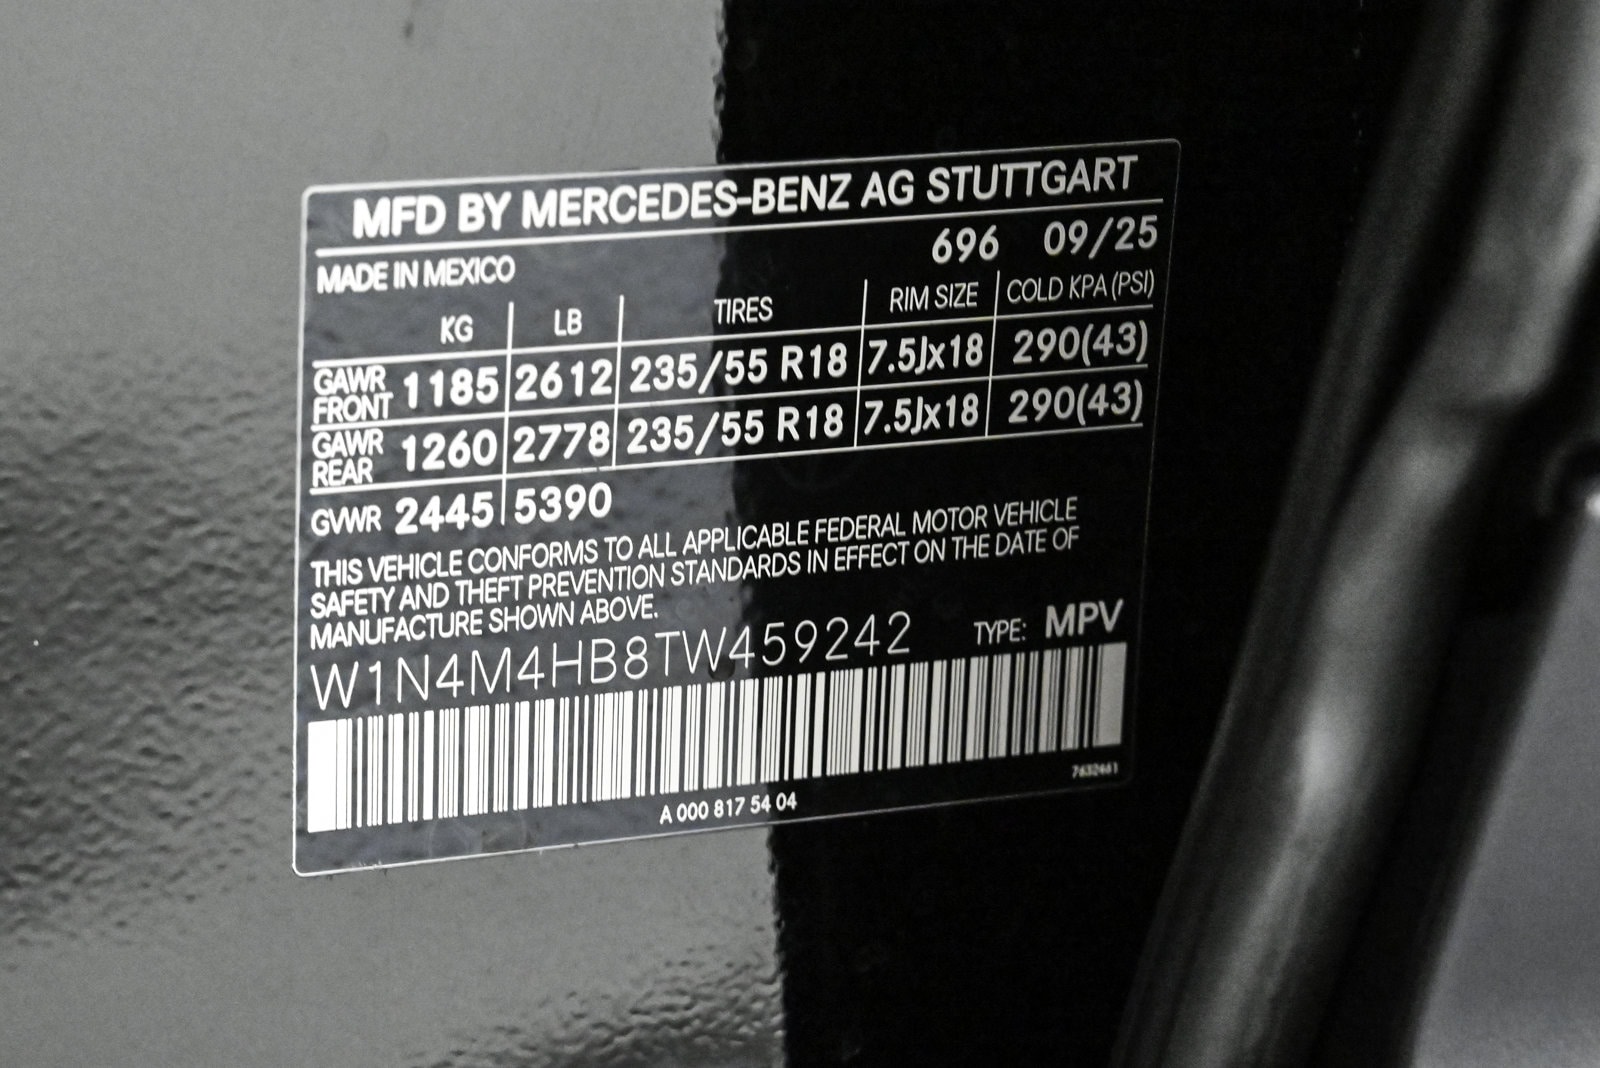 MFD BY MERCEDES-BENZ AG STUTTGART
696 09/25
MADE IN MEXICO
KG LB TIRES RIM SIZE COLD KPA (PSI)
GAWR FRONT 1185 2612 235/55 R18 7.5Jx18 290(43)
GAWR REAR 1260 2778 235/55 R18 7.5Jx18 290(43)
GVWR 2445 5390
THIS VEHICLE CONFORMS TO ALL APPLICABLE FEDERAL MOTOR VEHICLE
SAFETY AND THEFT PREVENTION STANDARDS IN EFFECT ON THE DATE OF
MANUFACTURE SHOWN ABOVE.
W1N4M4HB8TW459242 TYPE: MPV
7632461
A 000 817 54 04